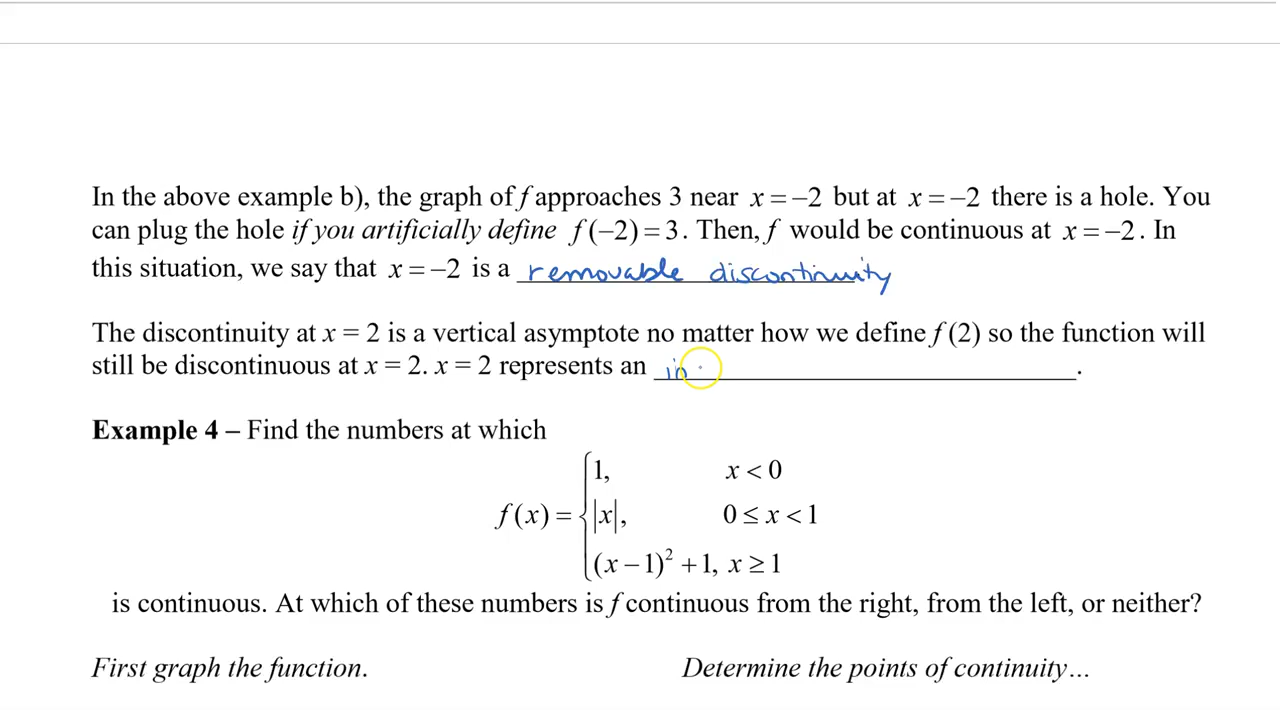 In the above example b), the graph of f approaches 3 near x = −2 but at x = −2 there is a hole. You
can plug the hole if you artificially define f(−2) = 3. Then, f would be continuous at x = −2. In
this situation, we say that x = −2 is a removable discontinuity
The discontinuity at x = 2 is a vertical asymptote no matter how we define f (2) so the function will
still be discontinuous at x = 2. x = 2 represents an in .
Example 4 – Find the numbers at which
1, x < 0
f(x) = { |x|, 0 ≤ x < 1
(x − 1)² + 1, x ≥ 1
is continuous. At which of these numbers is f continuous from the right, from the left, or neither?
First graph the function. Determine the points of continuity…